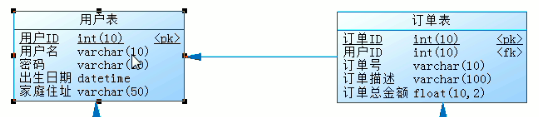 用户表
用户ID int(10) <pk>
用户名 varchar(10)
密码 varchar(
出生日期 datetime
家庭住址 varchar(50)
订单表
订单ID int(10) <pk>
用户ID int(10) <fk>
订单号 varchar(10)
订单描述 varchar(100)
订单总金额 float(10,2)